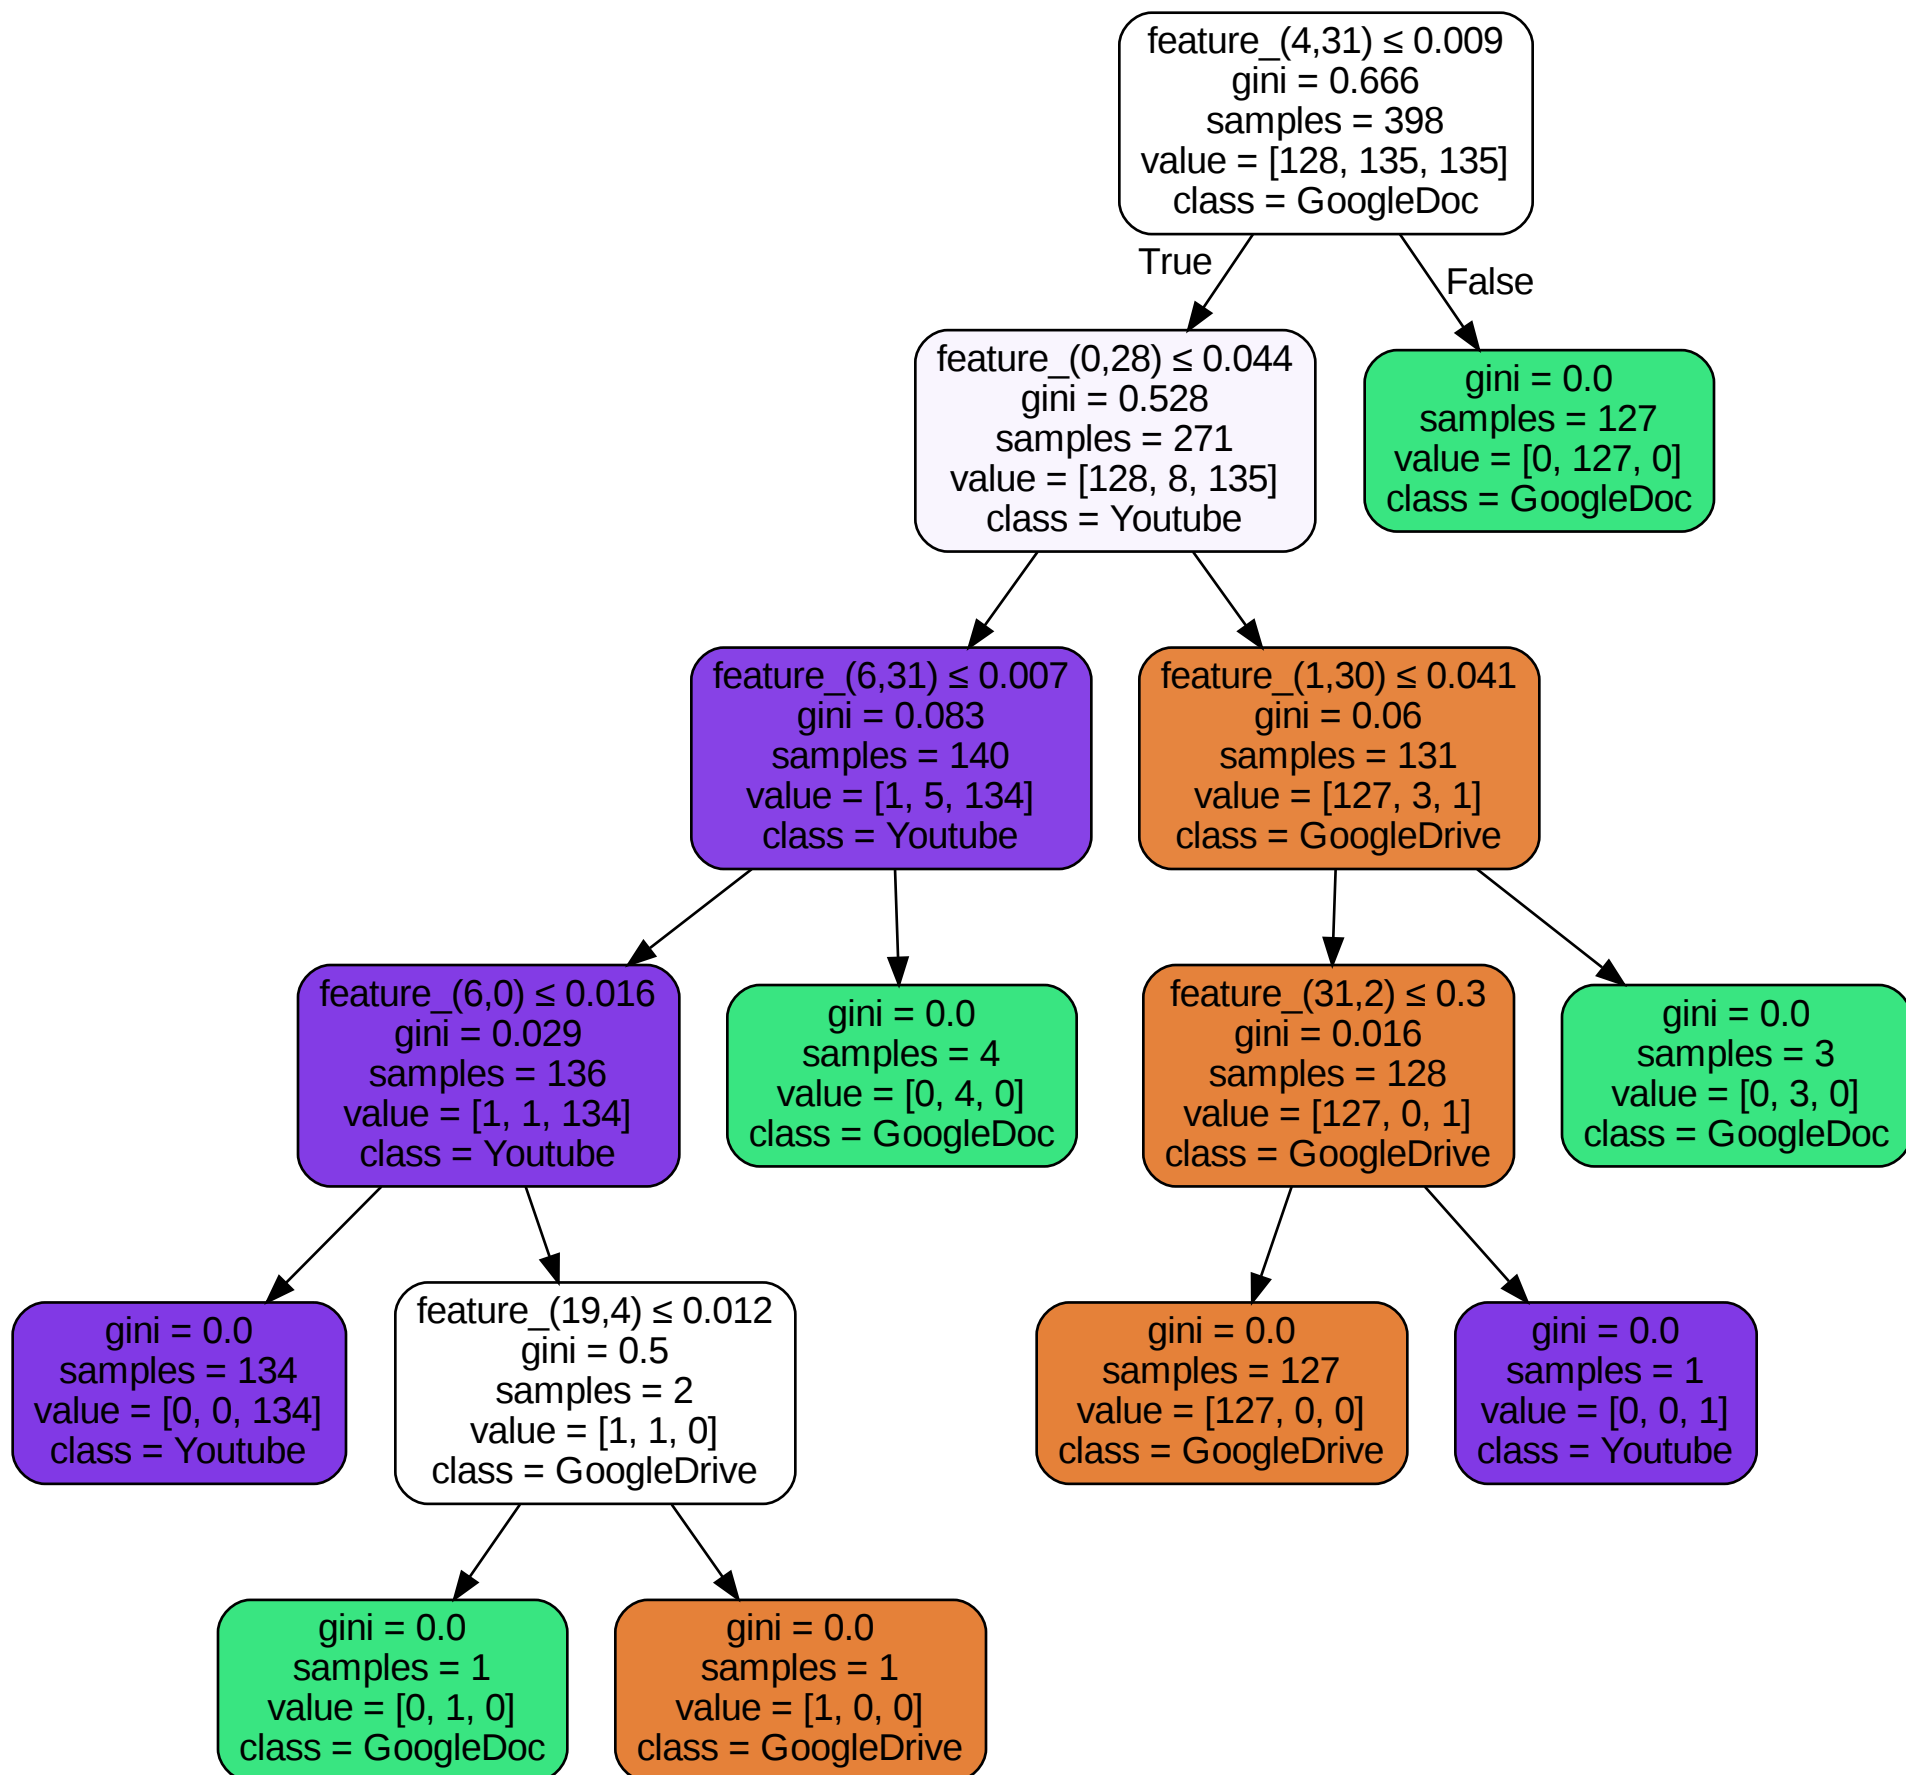 feature_(4,31) ≤ 0.009
gini = 0.666
samples = 398
value = [128, 135, 135]
class = GoogleDoc
True
False
feature_(0,28) ≤ 0.044
gini = 0.528
samples = 271
value = [128, 8, 135]
class = Youtube
gini = 0.0
samples = 127
value = [0, 127, 0]
class = GoogleDoc
feature_(6,31) ≤ 0.007
gini = 0.083
samples = 140
value = [1, 5, 134]
class = Youtube
feature_(1,30) ≤ 0.041
gini = 0.06
samples = 131
value = [127, 3, 1]
class = GoogleDrive
feature_(6,0) ≤ 0.016
gini = 0.029
samples = 136
value = [1, 1, 134]
class = Youtube
gini = 0.0
samples = 4
value = [0, 4, 0]
class = GoogleDoc
feature_(31,2) ≤ 0.3
gini = 0.016
samples = 128
value = [127, 0, 1]
class = GoogleDrive
gini = 0.0
samples = 3
value = [0, 3, 0]
class = GoogleDoc
gini = 0.0
samples = 134
value = [0, 0, 134]
class = Youtube
feature_(19,4) ≤ 0.012
gini = 0.5
samples = 2
value = [1, 1, 0]
class = GoogleDrive
gini = 0.0
samples = 127
value = [127, 0, 0]
class = GoogleDrive
gini = 0.0
samples = 1
value = [0, 0, 1]
class = Youtube
gini = 0.0
samples = 1
value = [0, 1, 0]
class = GoogleDoc
gini = 0.0
samples = 1
value = [1, 0, 0]
class = GoogleDrive